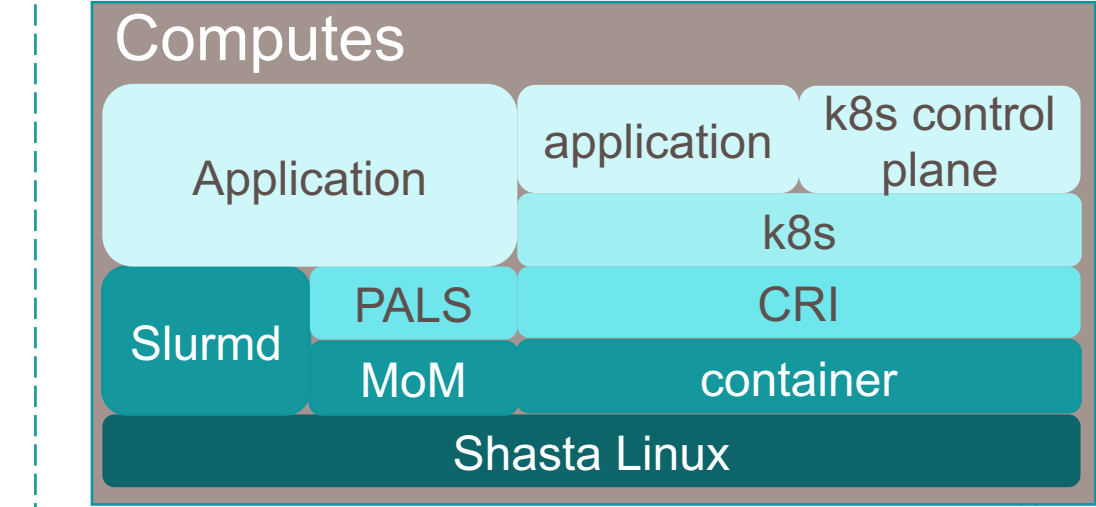 Computes
Application
application
k8s control
plane
k8s
Slurmd
PALS
CRI
MoM
container
Shasta Linux